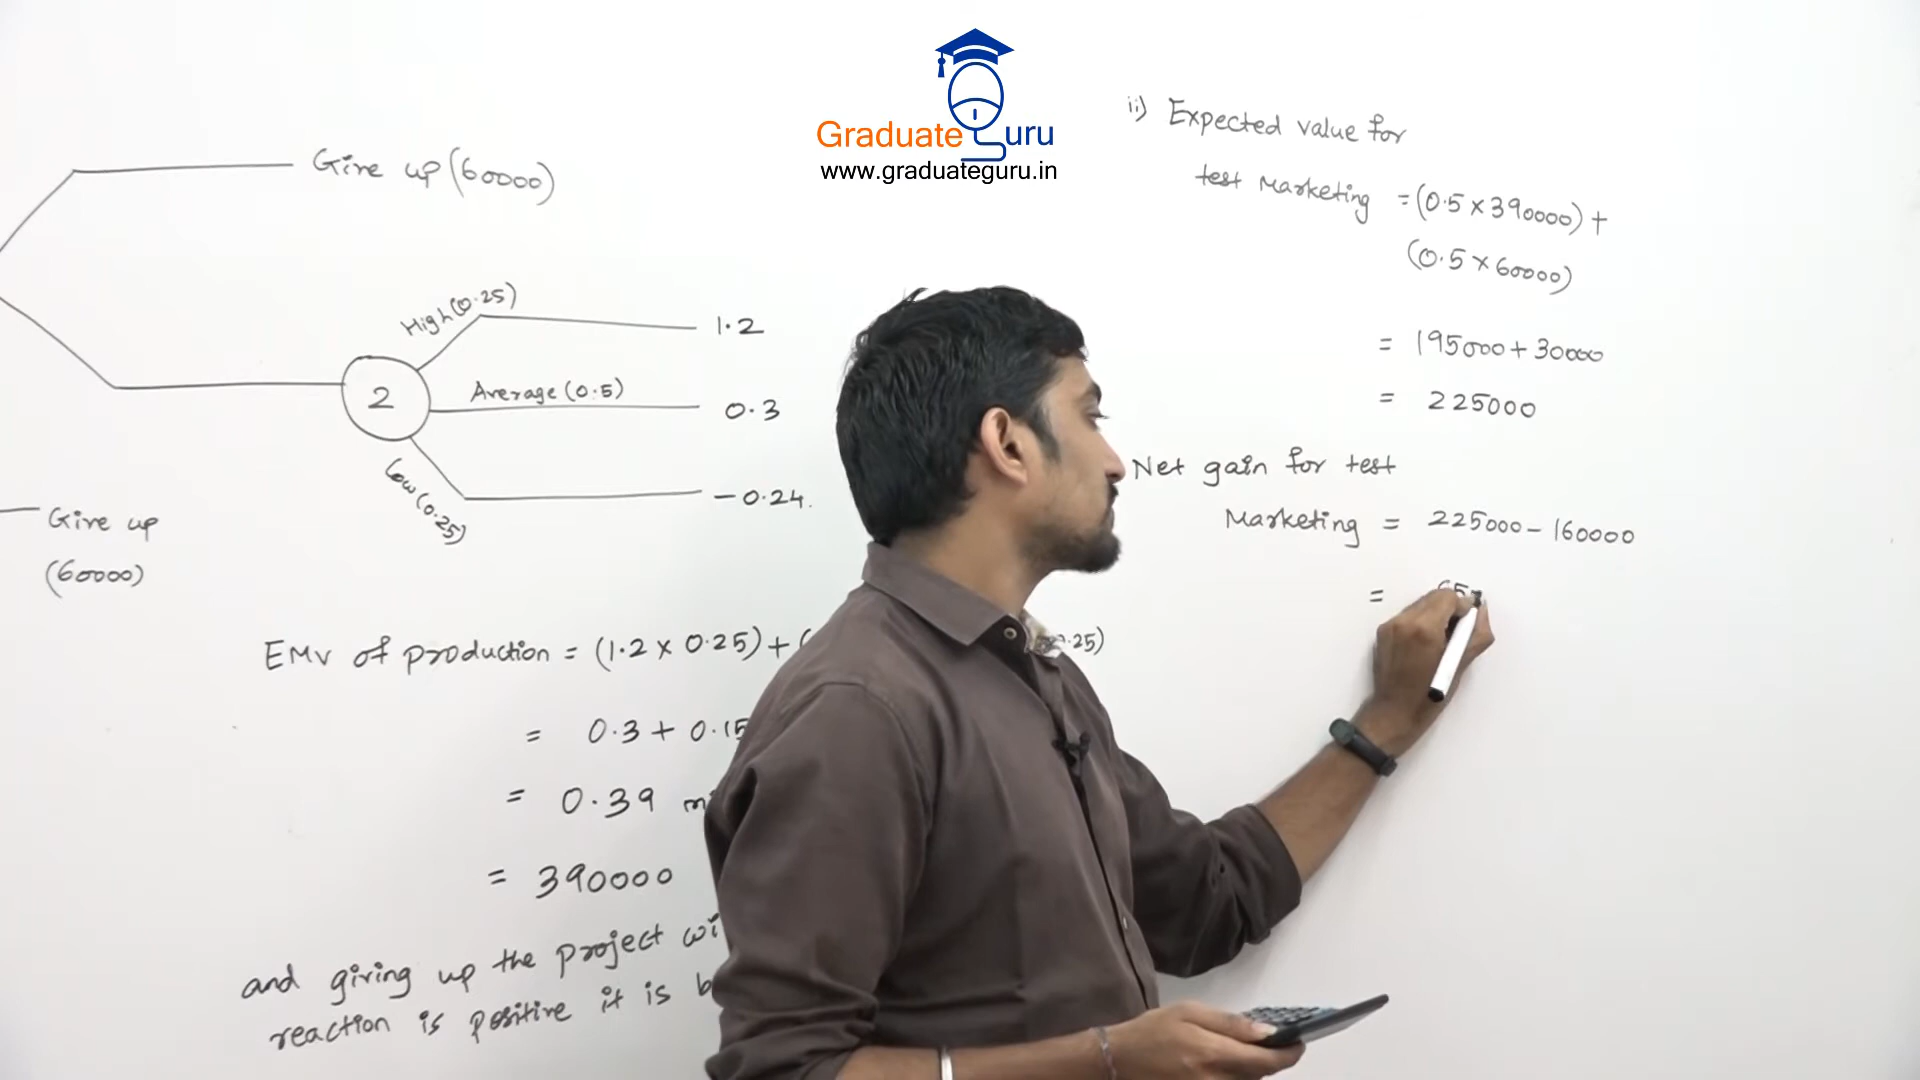 Graduate Guru
www.graduateguru.in
Give up (60000)
High (0.25)
1.2
2
Average (0.5)
0.3
Low (0.25)
-0.24.
Give up
(60000)
EMV of production = (1.2 x 0.25) + (
.25)
= 0.3 + 0.15
= 0.39
= 390000
and giving up the project
reaction is positive it is
ii) Expected value for
test Marketing = (0.5 x 390000) +
(0.5 x 60000)
= 195000 + 30000
= 225000
Net gain for test
Marketing = 225000 - 160000
= 65